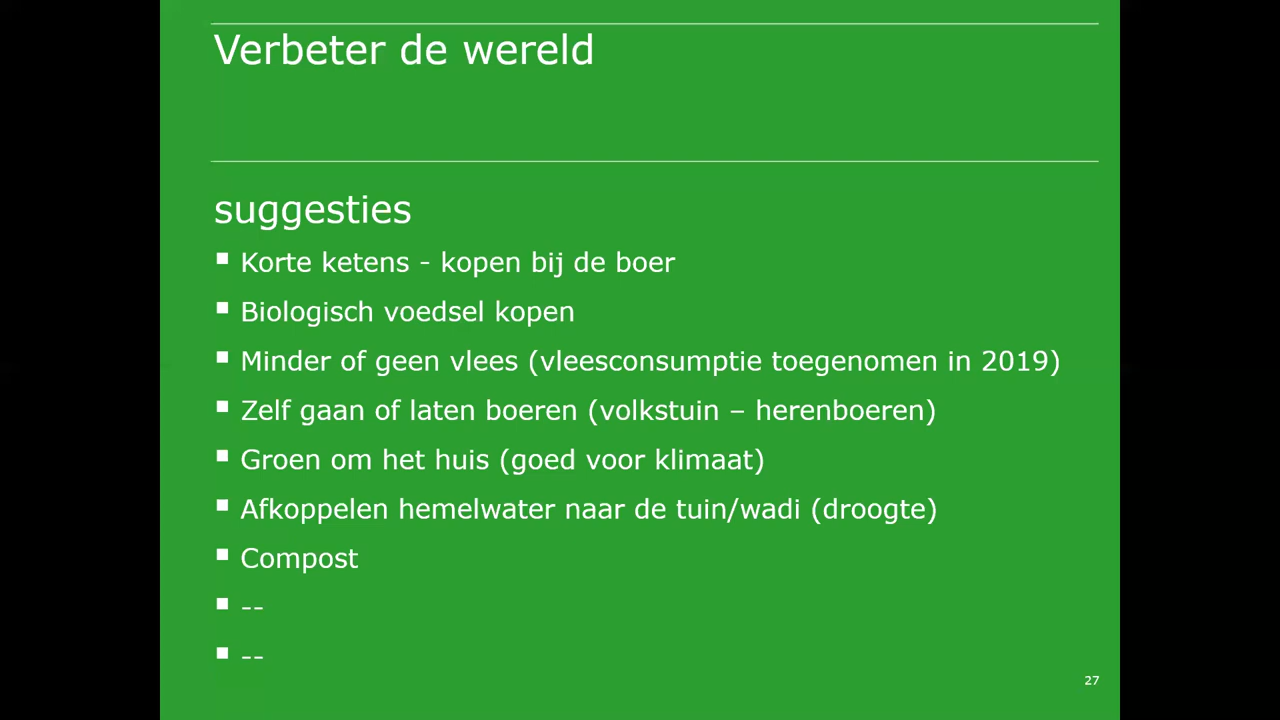 Verbeter de wereld
suggesties
▪ Korte ketens - kopen bij de boer
▪ Biologisch voedsel kopen
▪ Minder of geen vlees (vleesconsumptie toegenomen in 2019)
▪ Zelf gaan of laten boeren (volkstuin – herenboeren)
▪ Groen om het huis (goed voor klimaat)
▪ Afkoppelen hemelwater naar de tuin/wadi (droogte)
▪ Compost
▪ --
▪ --
27